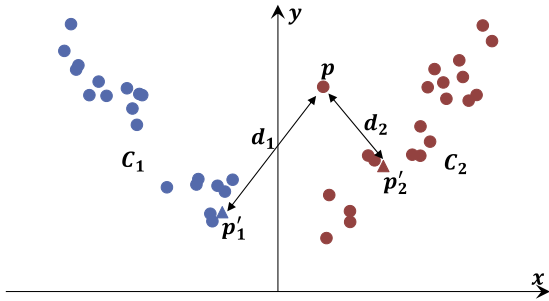 y
p
d₁
d₂
C₁
C₂
p′₂
p′₁
x